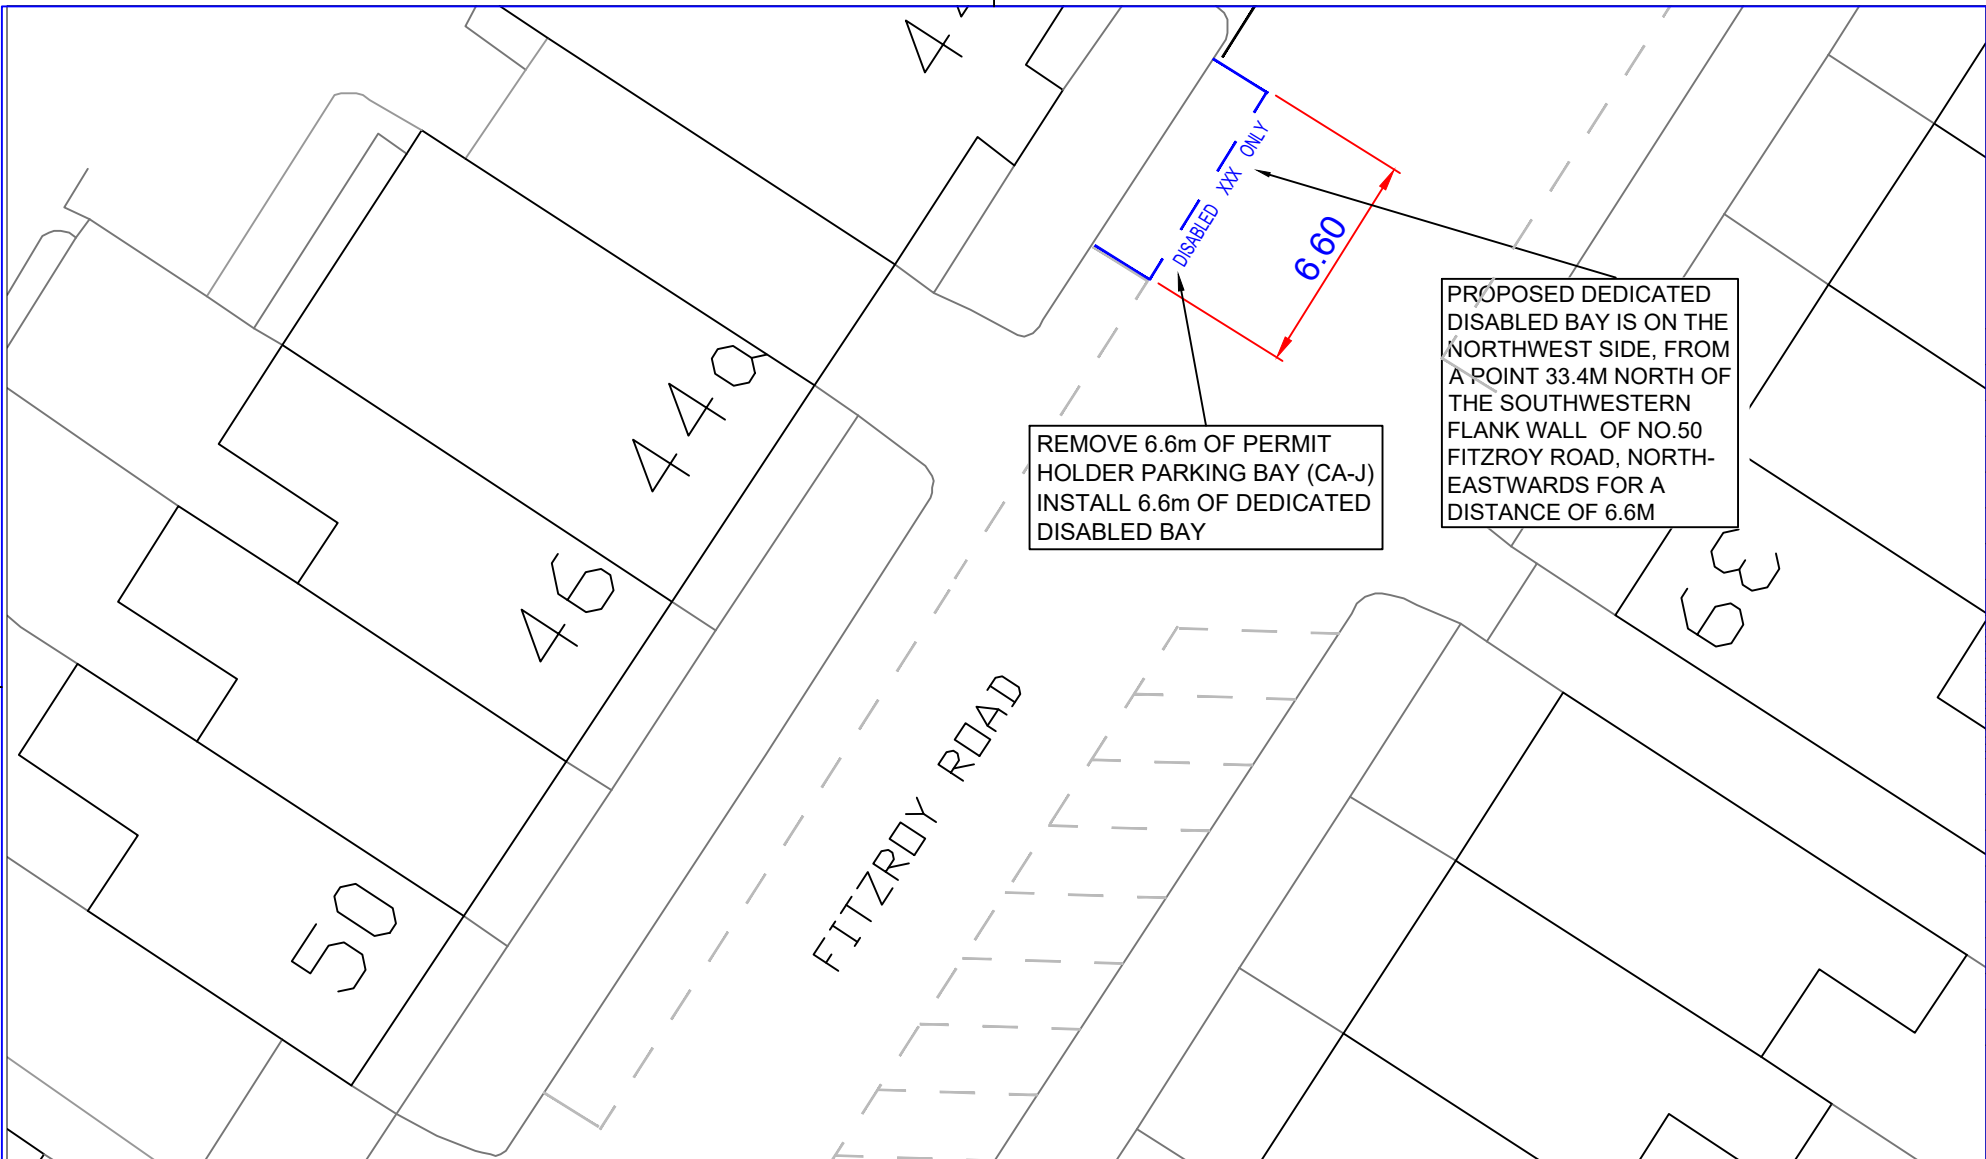 4
DISABLED XXX ONLY
6.60
PROPOSED DEDICATED
DISABLED BAY IS ON THE
NORTHWEST SIDE, FROM
A POINT 33.4M NORTH OF
THE SOUTHWESTERN
FLANK WALL OF NO.50
FITZROY ROAD, NORTH-
EASTWARDS FOR A
DISTANCE OF 6.6M
REMOVE 6.6m OF PERMIT
HOLDER PARKING BAY (CA-J)
INSTALL 6.6m OF DEDICATED
DISABLED BAY
44a
46
63
FITZROY ROAD
50